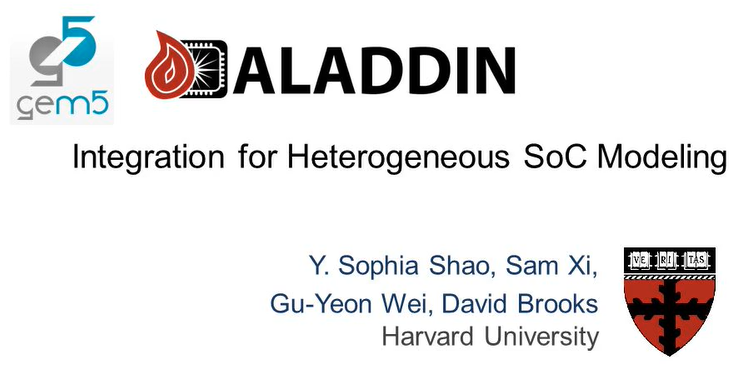 g5
gem5
ALADDIN
Integration for Heterogeneous SoC Modeling
Y. Sophia Shao, Sam Xi,
Gu-Yeon Wei, David Brooks
Harvard University
VE RI TAS